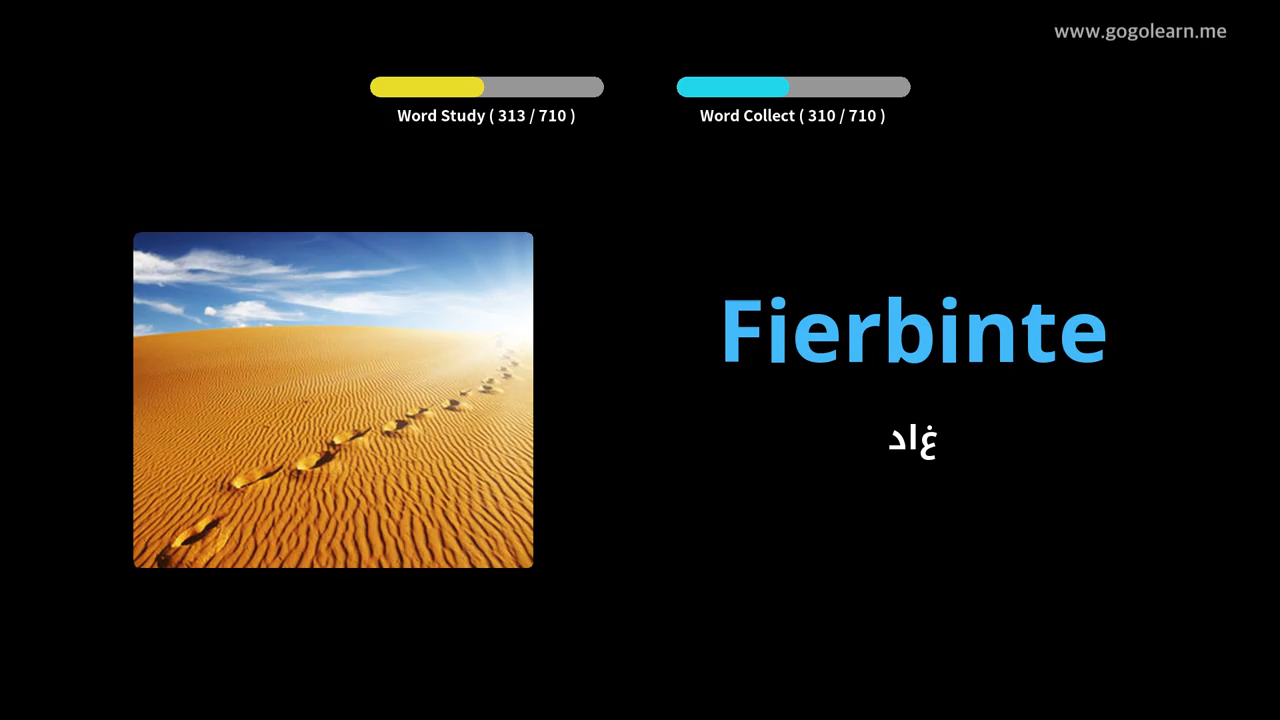 www.gogolearn.me
Word Study ( 313 / 710 )
Word Collect ( 310 / 710 )
Fierbinte
غاد